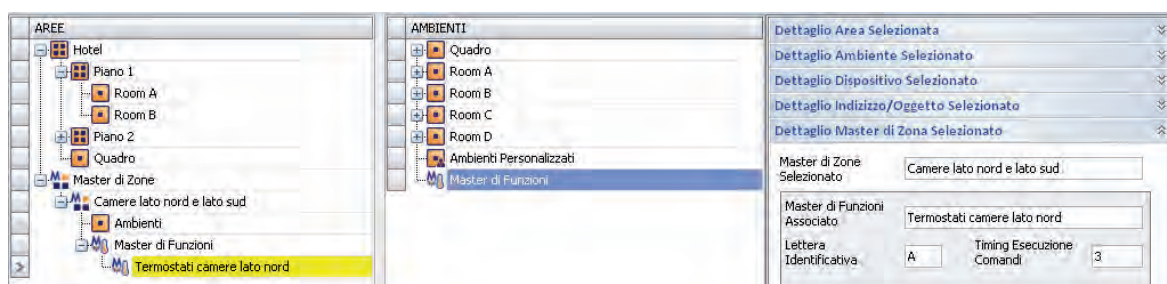 AREE
Hotel
Piano 1
Room A
Room B
Piano 2
Quadro
Master di Zone
Camere lato nord e lato sud
Ambienti
Master di Funzioni
Termostati camere lato nord
AMBIENTI
Quadro
Room A
Room B
Room C
Room D
Ambienti Personalizzati
Master di Funzioni
Dettaglio Area Selezionata
Dettaglio Ambiente Selezionato
Dettaglio Dispositivo Selezionato
Dettaglio Indizizzo/Oggetto Selezionato
Dettaglio Master di Zona Selezionato
Master di Zone
Selezionato
Camere lato nord e lato sud
Master di Funzioni
Associato
Termostati camere lato nord
Lettera
Identificativa
A
Timing Esecuzione
Comandi
3